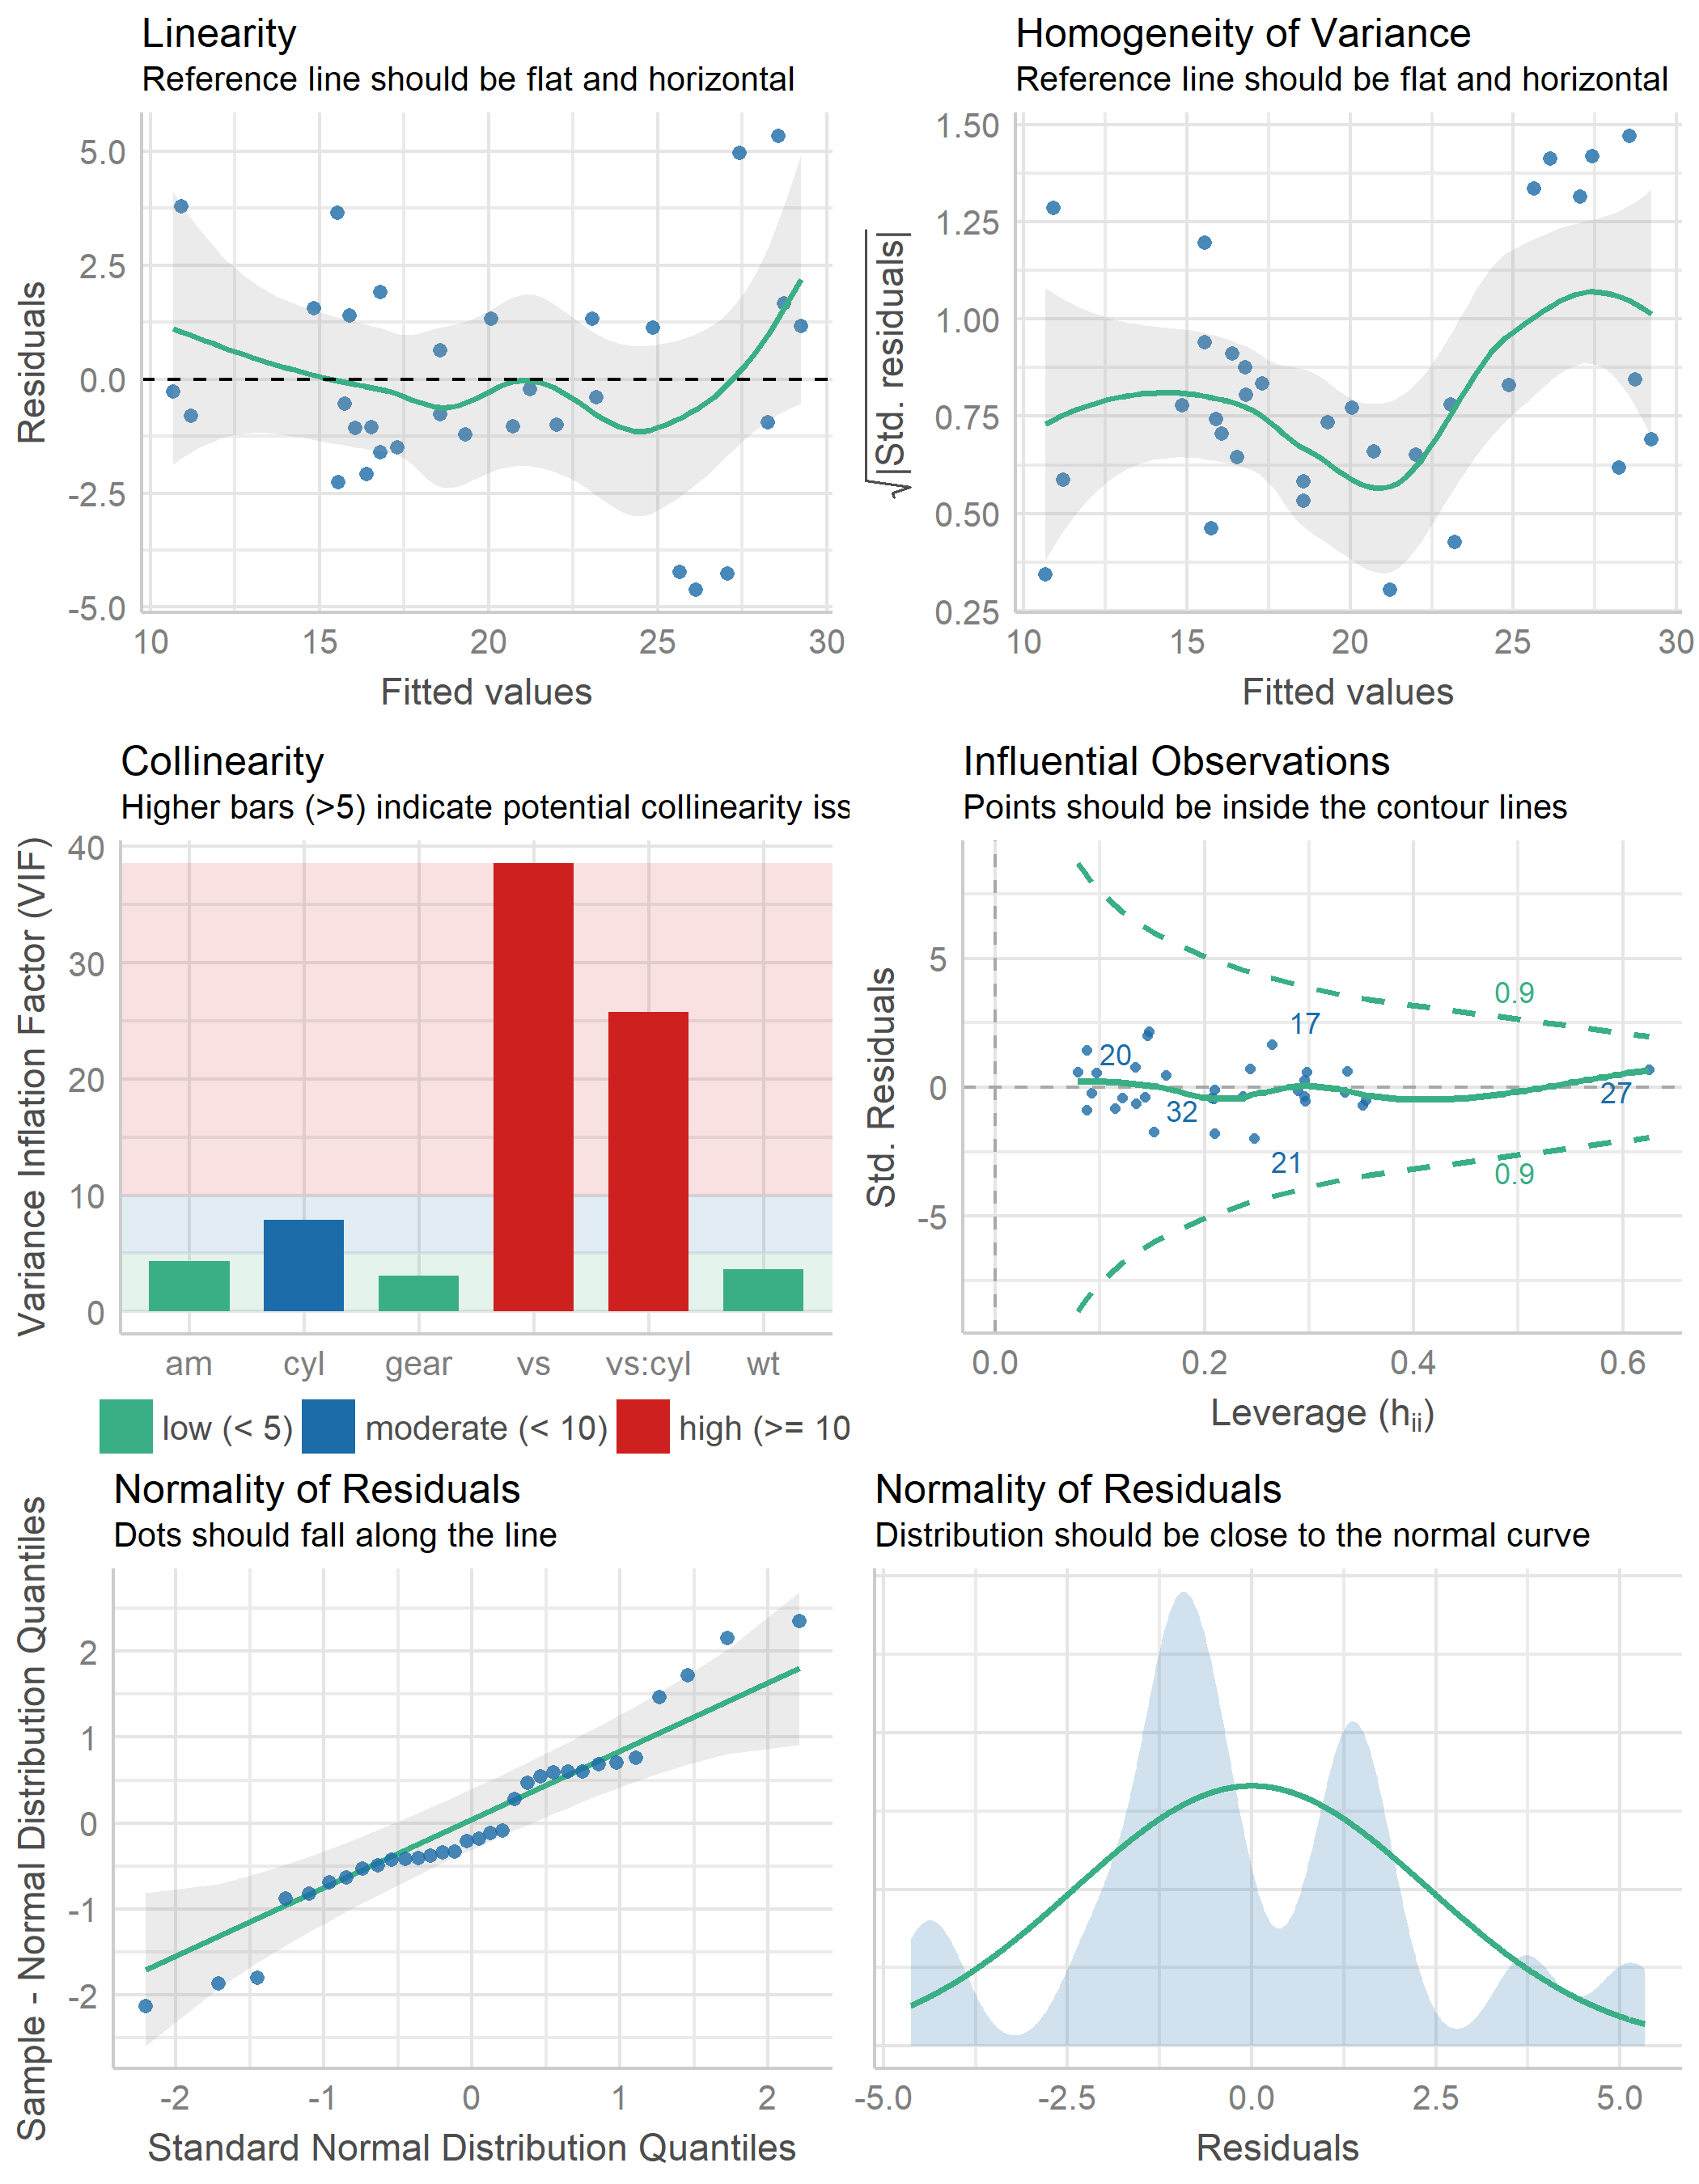 Linearity
Reference line should be flat and horizontal
Residuals
5.0
2.5
0.0
-2.5
-5.0
10 15 20 25 30
Fitted values
Homogeneity of Variance
Reference line should be flat and horizontal
√|Std. residuals|
1.50
1.25
1.00
0.75
0.50
0.25
10 15 20 25 30
Fitted values
Collinearity
Higher bars (>5) indicate potential collinearity iss
Variance Inflation Factor (VIF)
40
30
20
10
0
am cyl gear vs vs:cyl wt
low (< 5) moderate (< 10) high (>= 10
Influential Observations
Points should be inside the contour lines
Std. Residuals
5
0
-5
0.9
17
20
27
32
21
0.9
0.0 0.2 0.4 0.6
Leverage (hii)
Normality of Residuals
Dots should fall along the line
Sample - Normal Distribution Quantiles
2
1
0
-1
-2
-2 -1 0 1 2
Standard Normal Distribution Quantiles
Normality of Residuals
Distribution should be close to the normal curve
-5.0 -2.5 0.0 2.5 5.0
Residuals